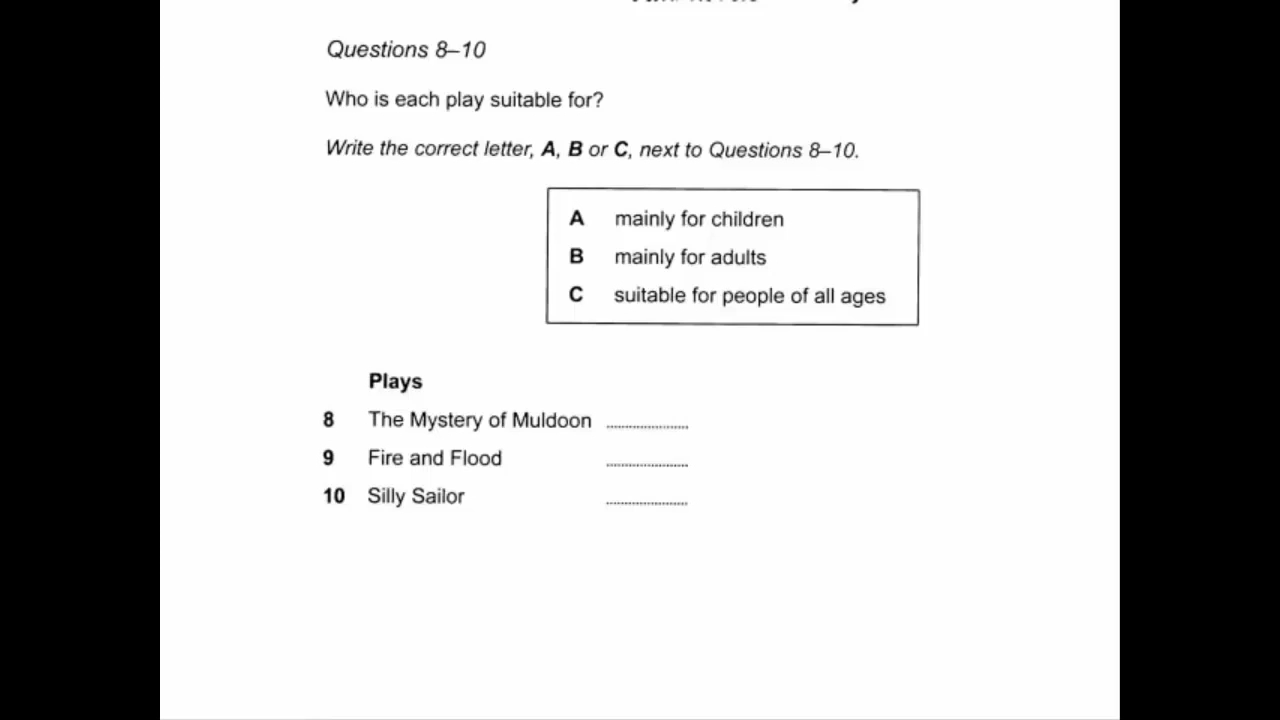 Questions 8–10
Who is each play suitable for?
Write the correct letter, A, B or C, next to Questions 8–10.
A mainly for children
B mainly for adults
C suitable for people of all ages
Plays
8 The Mystery of Muldoon ....................
9 Fire and Flood ....................
10 Silly Sailor ....................